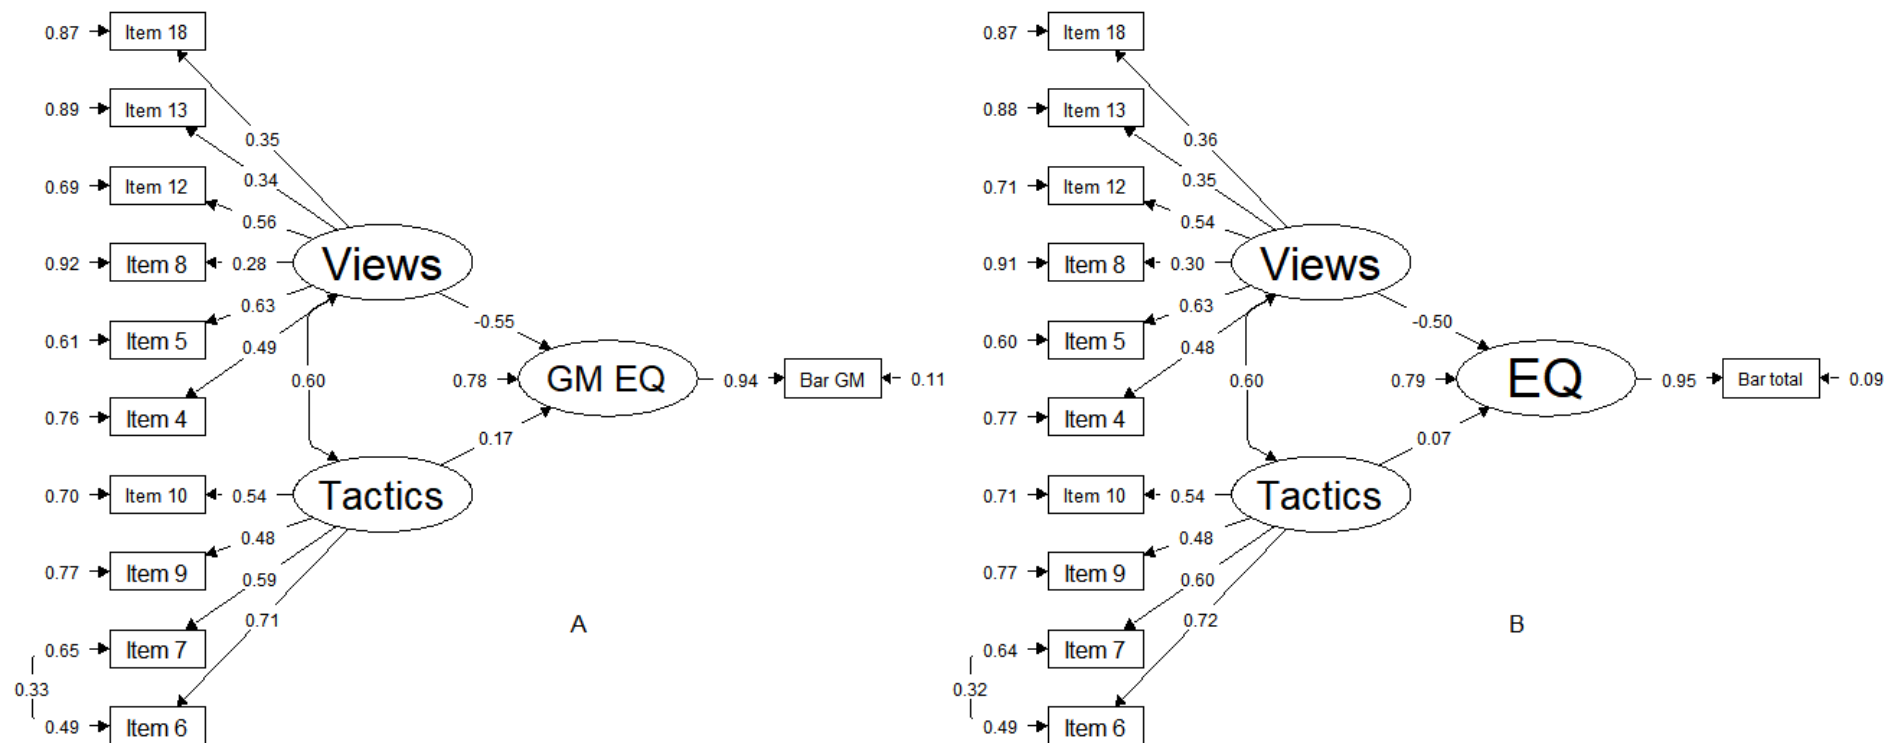 0.87 Item 18
0.89 Item 13
0.35
0.34
0.69 Item 12
0.56
0.92 Item 8 0.28 Views
0.63
-0.55
0.61 Item 5
0.49
0.60 0.78 GM EQ 0.94 Bar GM 0.11
0.76 Item 4
0.17
0.70 Item 10 0.54 Tactics
0.48
0.77 Item 9
0.59
0.71 A
0.65 Item 7
0.33
0.49 Item 6
0.87 Item 18
0.88 Item 13
0.36
0.35
0.71 Item 12
0.54
0.91 Item 8 0.30 Views
0.63
-0.50
0.60 Item 5
0.48
0.60 0.79 EQ 0.95 Bar total 0.09
0.77 Item 4
0.07
0.71 Item 10 0.54 Tactics
0.48
0.77 Item 9
0.60
0.72 B
0.64 Item 7
0.32
0.49 Item 6